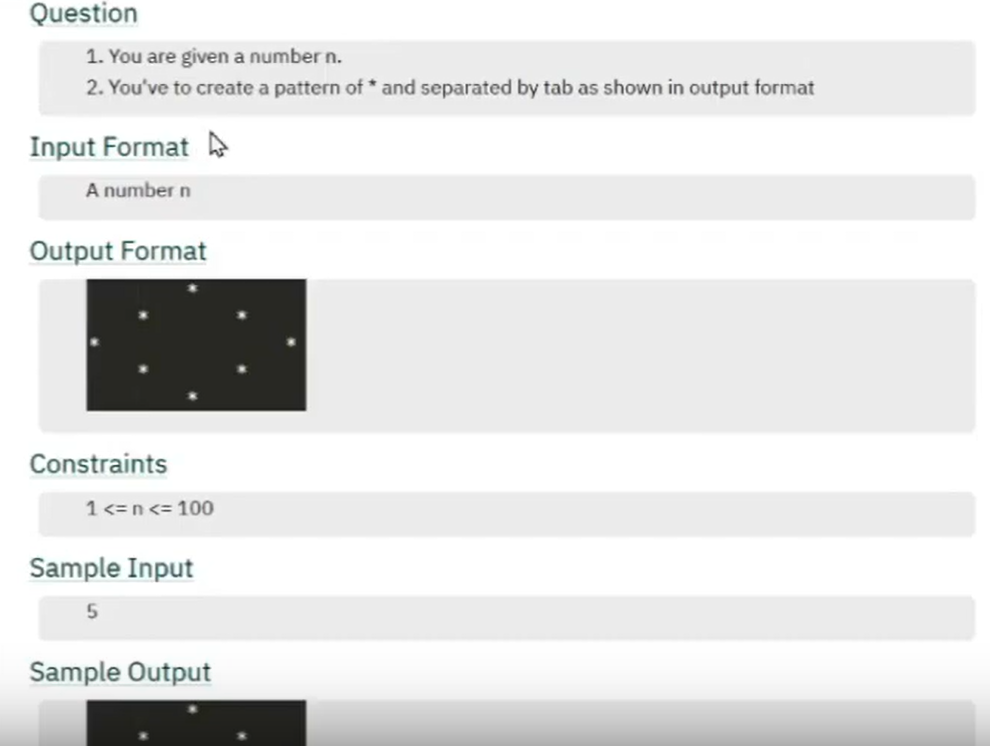 Question
1. You are given a number n.
2. You've to create a pattern of * and separated by tab as shown in output format
Input Format
A number n
Output Format
*
* *
* *
* *
*
Constraints
1 <= n <= 100
Sample Input
5
Sample Output
*
* *